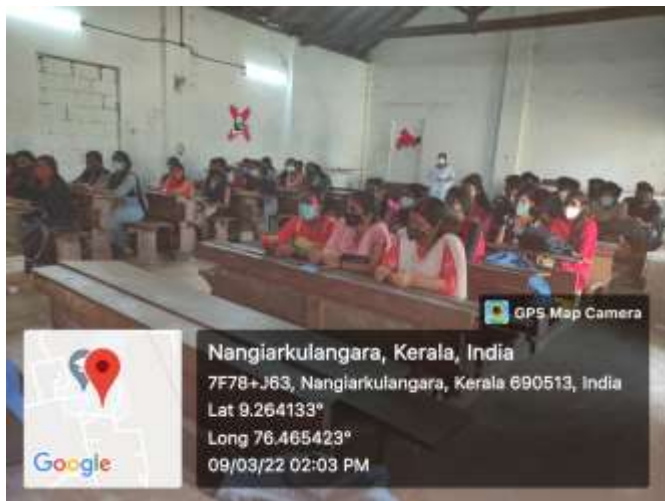 GPS Map Camera
Nangiarkulangara, Kerala, India
7F78+J63, Nangiarkulangara, Kerala 690513, India
Lat 9.264133°
Long 76.465423°
09/03/22 02:03 PM
Google